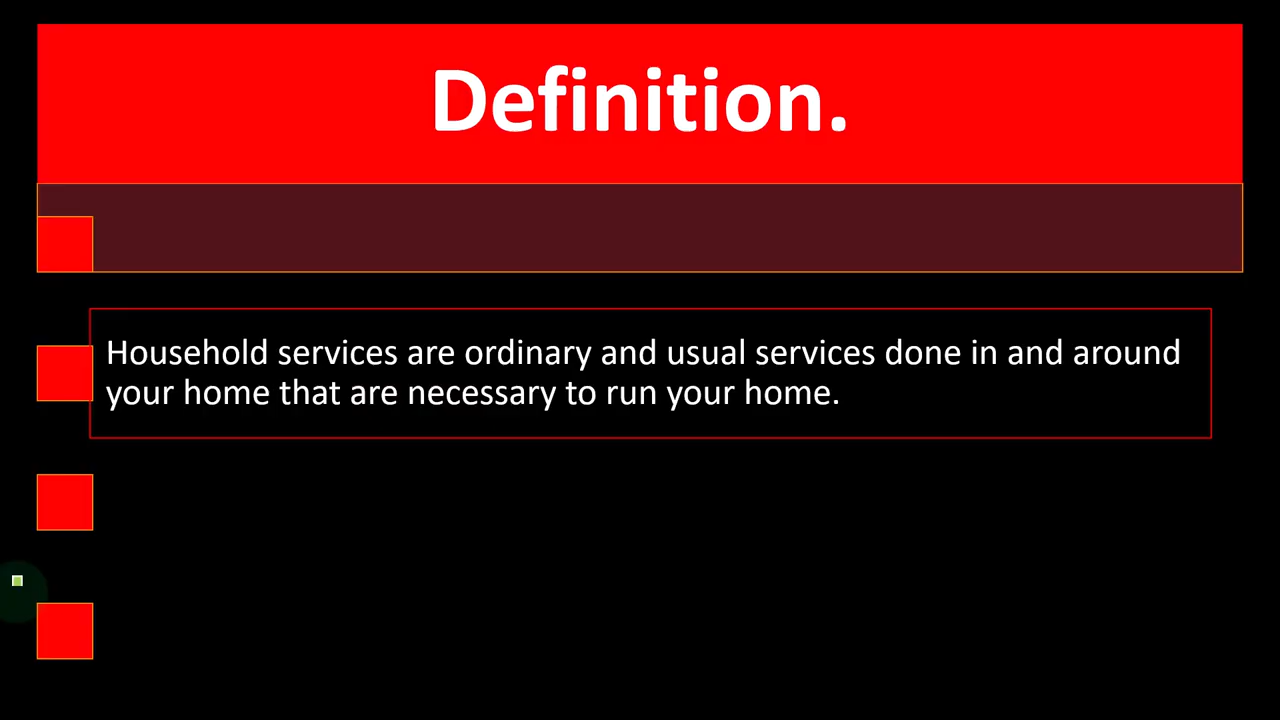 Definition.
Household services are ordinary and usual services done in and around
your home that are necessary to run your home.